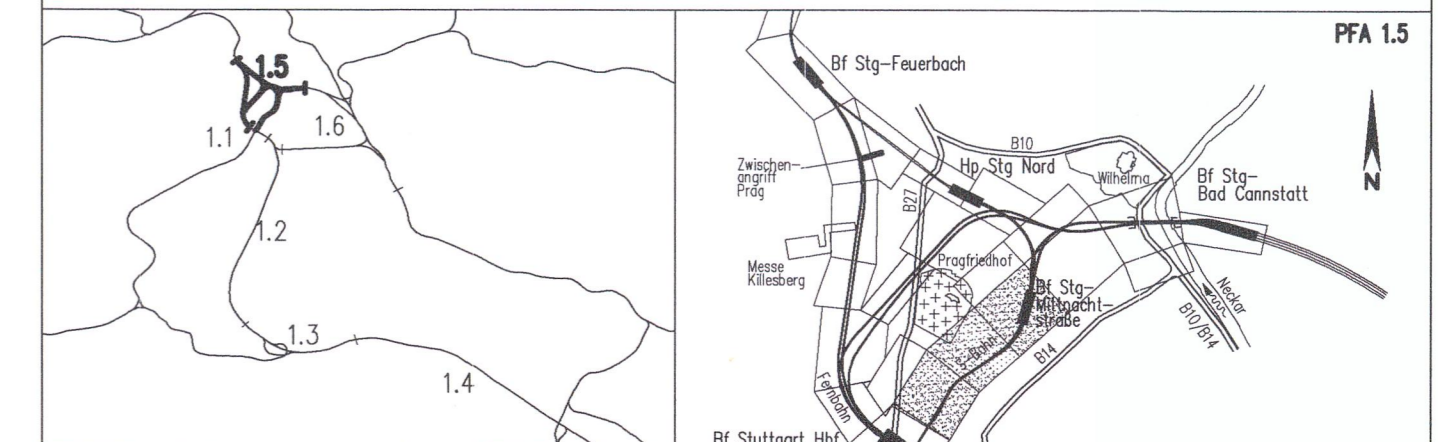 1.5
1.1
1.6
1.2
1.3
1.4
PFA 1.5
Bf Stg-Feuerbach
B10
Zwischen-
angriff
Prag
Hp Stg Nord
Wilhelma
Bf Stg-
Bad Cannstatt
N
B27
Messe
Killesberg
Pragfriedhof
Bf Stg-
Mittnacht-
straße
Neckar
B10/B14
S-Bahn
B14
Fernbahn
Bf Stuttgart Hbf